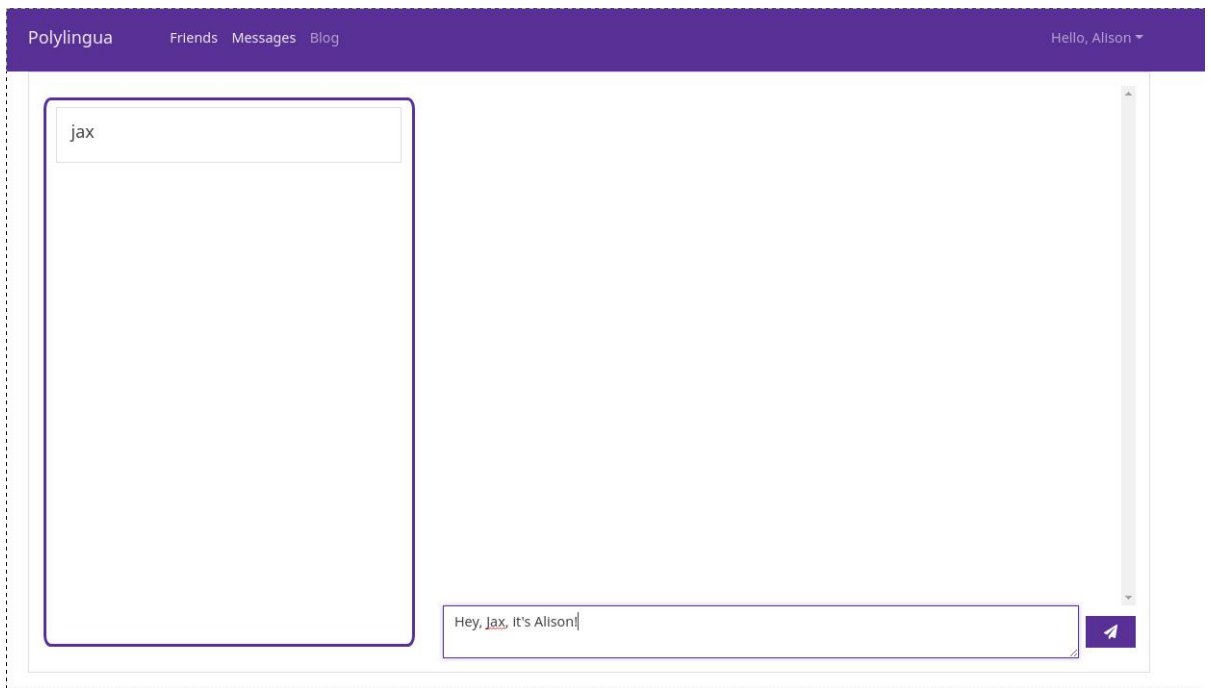 Polylingua Friends Messages Blog Hello, Alison
jax
Hey, Jax, it's Alison!